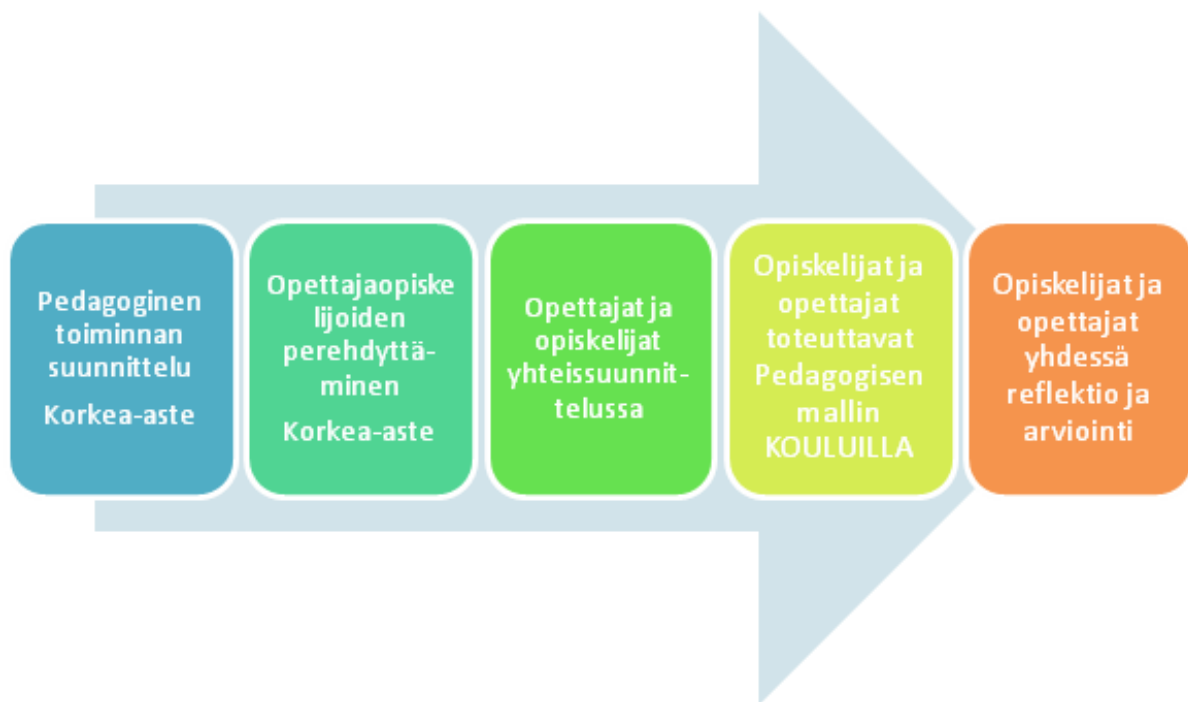 Pedagoginen
toiminnan
suunnittelu
Korkea-aste
Opettajaopiske
lijoiden
perehdyttä-
minen
Korkea-aste
Opettajat ja
opiskelijat
yhteissuunnit-
telussa
Opiskelijat ja
opettajat
toteuttavat
Pedagogisen
mallin
KOULUILLA
Opiskelijat ja
opettajat
yhdessä
reflektio ja
arviointi